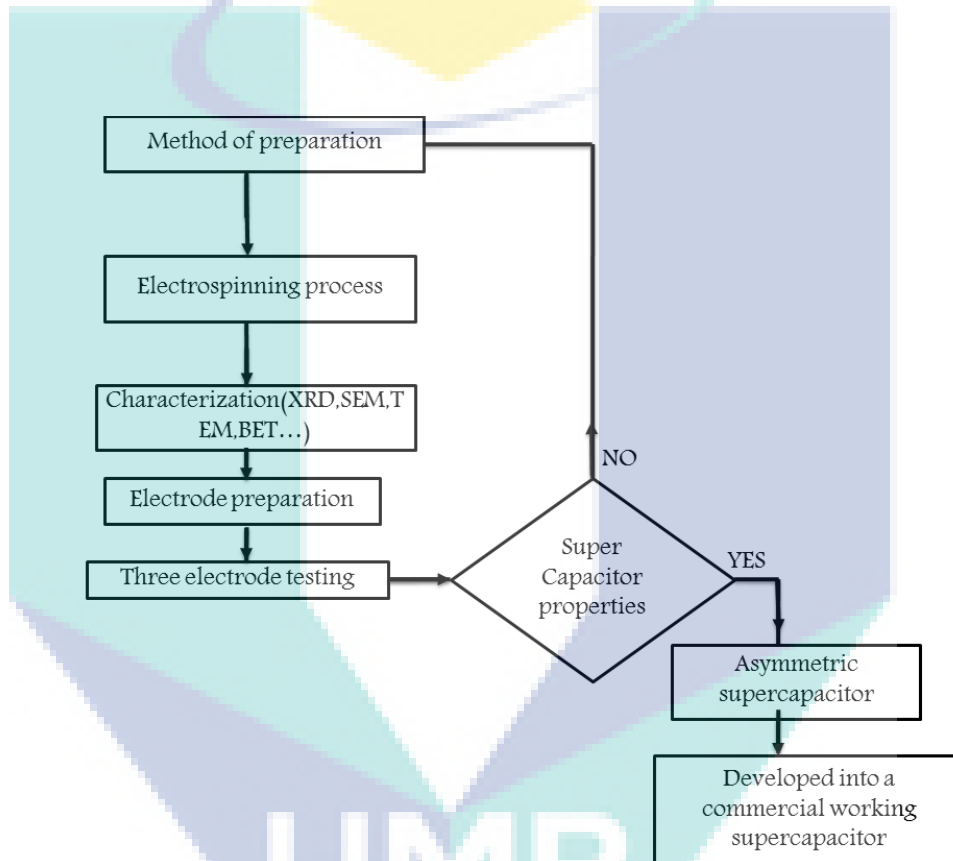 Method of preparation
Electrospinning process
Characterization(XRD,SEM,T
EM,BET...)
Electrode preparation
Three electrode testing
Super
Capacitor
properties
NO
YES
Asymmetric
supercapacitor
Developed into a
commercial working
supercapacitor
UMP